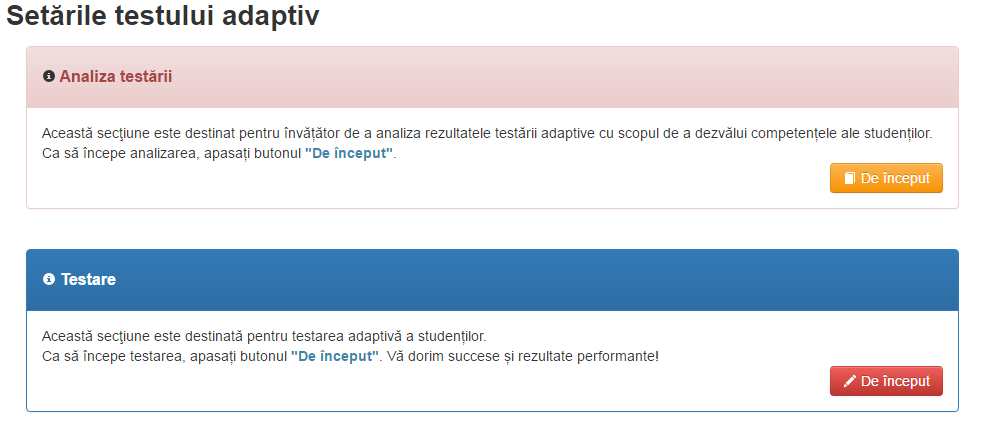 Setările testului adaptiv
Analiza testării
Această secţiune este destinat pentru învățător de a analiza rezultatele testării adaptive cu scopul de a dezvălui competențele ale studenților.
Ca să începe analizarea, apasați butonul "De început".
De început
Testare
Această secţiune este destinată pentru testarea adaptivă a studenților.
Ca să începe testarea, apasați butonul "De început". Vă dorim succese și rezultate performante!
De început